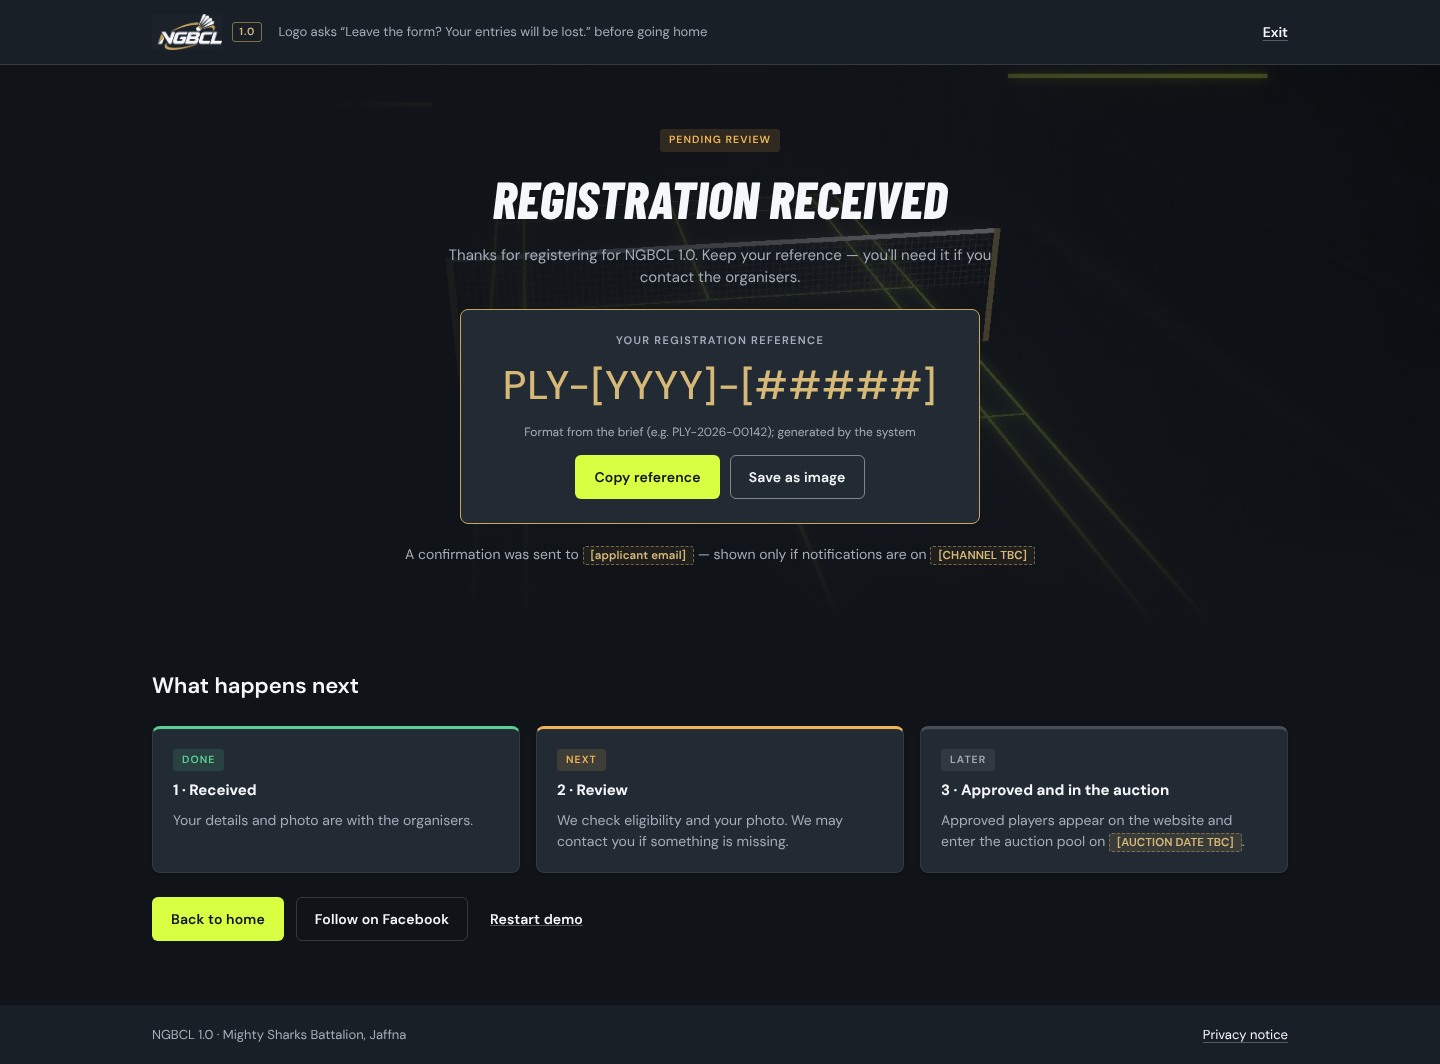 NGBCL
1.0
Logo asks “Leave the form? Your entries will be lost.” before going home
Exit
PENDING REVIEW
REGISTRATION RECEIVED
Thanks for registering for NGBCL 1.0. Keep your reference — you'll need it if you
contact the organisers.
YOUR REGISTRATION REFERENCE
PLY-[YYYY]-[#####]
Format from the brief (e.g. PLY-2026-00142); generated by the system
Copy reference
Save as image
A confirmation was sent to [applicant email] — shown only if notifications are on [CHANNEL TBC]
What happens next
DONE
1 · Received
Your details and photo are with the organisers.
NEXT
2 · Review
We check eligibility and your photo. We may
contact you if something is missing.
LATER
3 · Approved and in the auction
Approved players appear on the website and
enter the auction pool on [AUCTION DATE TBC].
Back to home
Follow on Facebook
Restart demo
NGBCL 1.0 · Mighty Sharks Battalion, Jaffna
Privacy notice